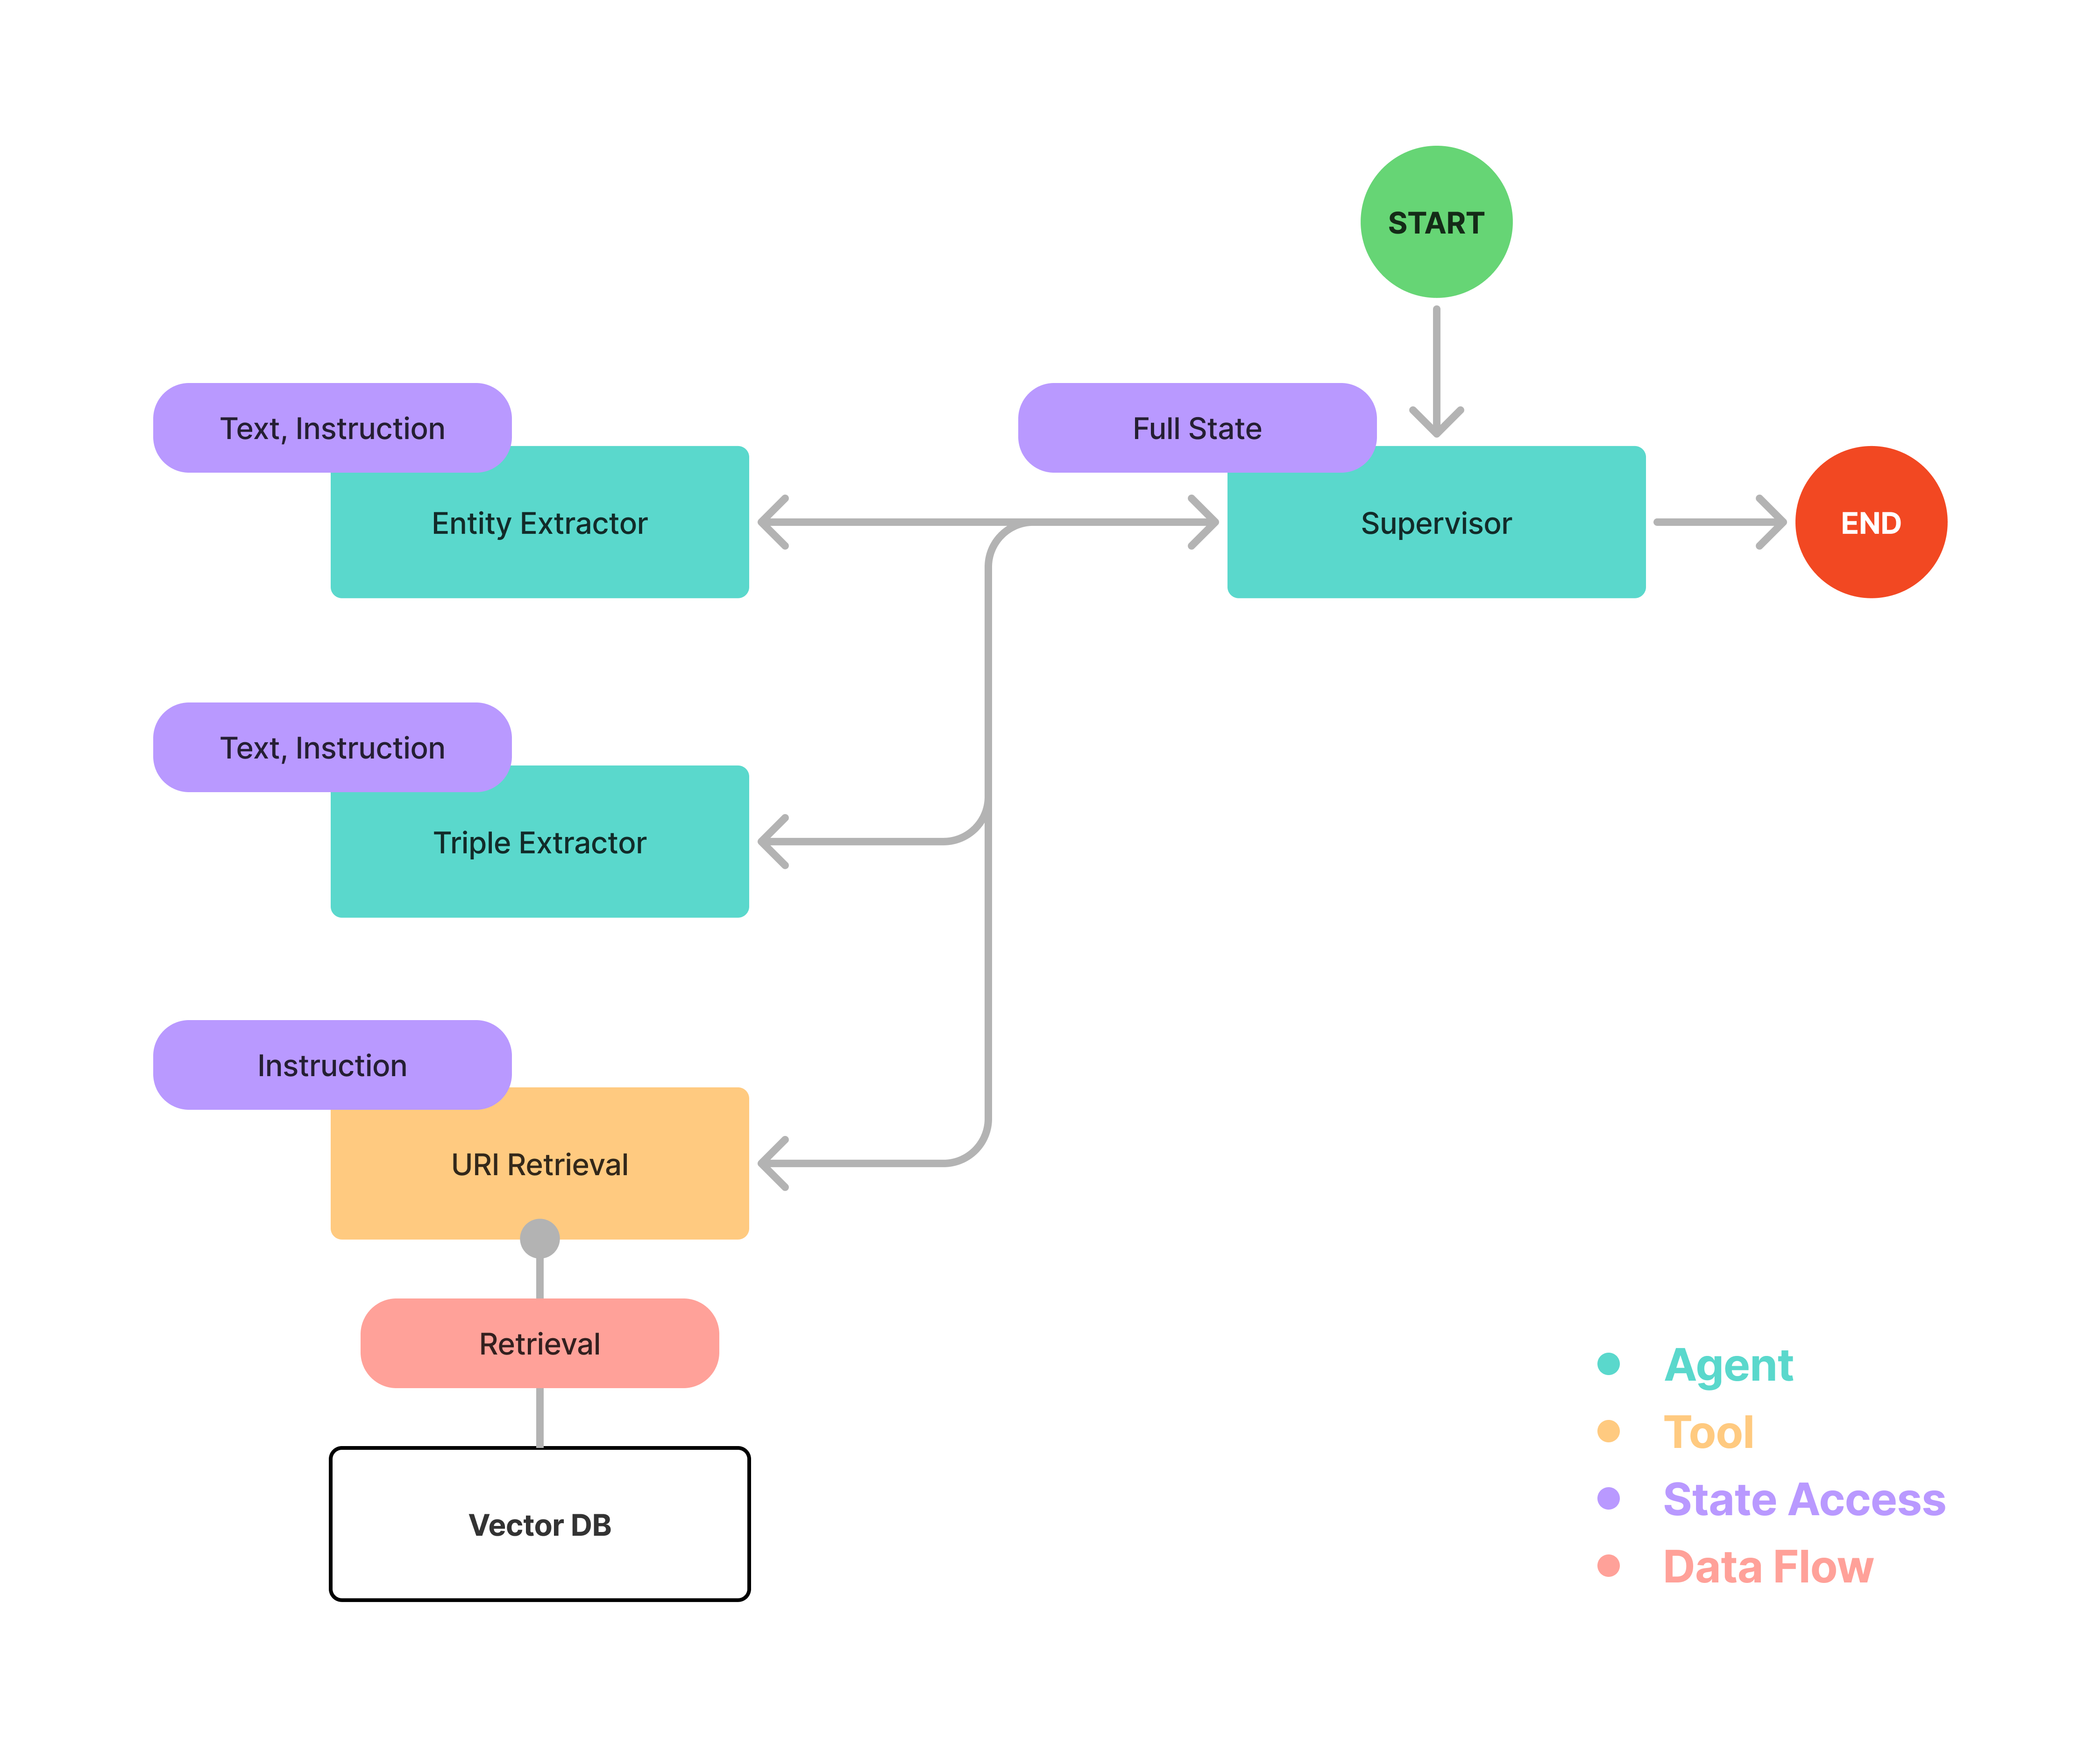 START
Text, Instruction
Full State
Entity Extractor
Supervisor
END
Text, Instruction
Triple Extractor
Instruction
URI Retrieval
Retrieval
Vector DB
Agent
Tool
State Access
Data Flow